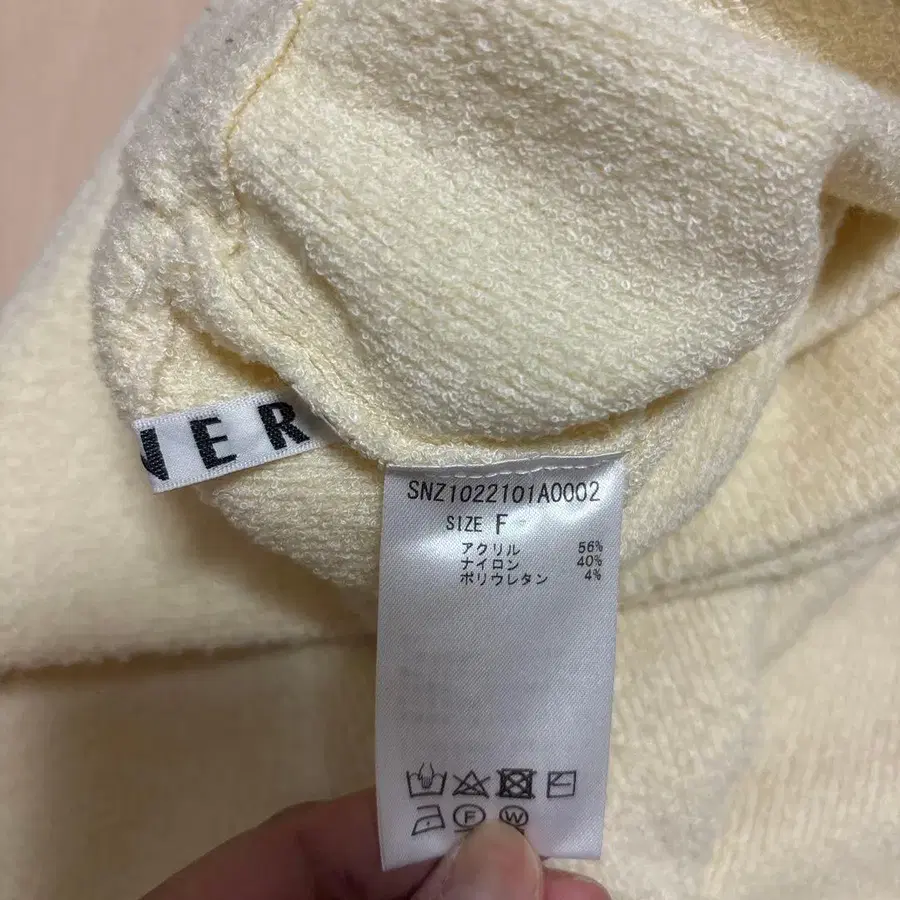 NER
SNZ1022101A0002
SIZE F
アクリル 56%
ナイロン 40%
ポリウレタン 4%
F W